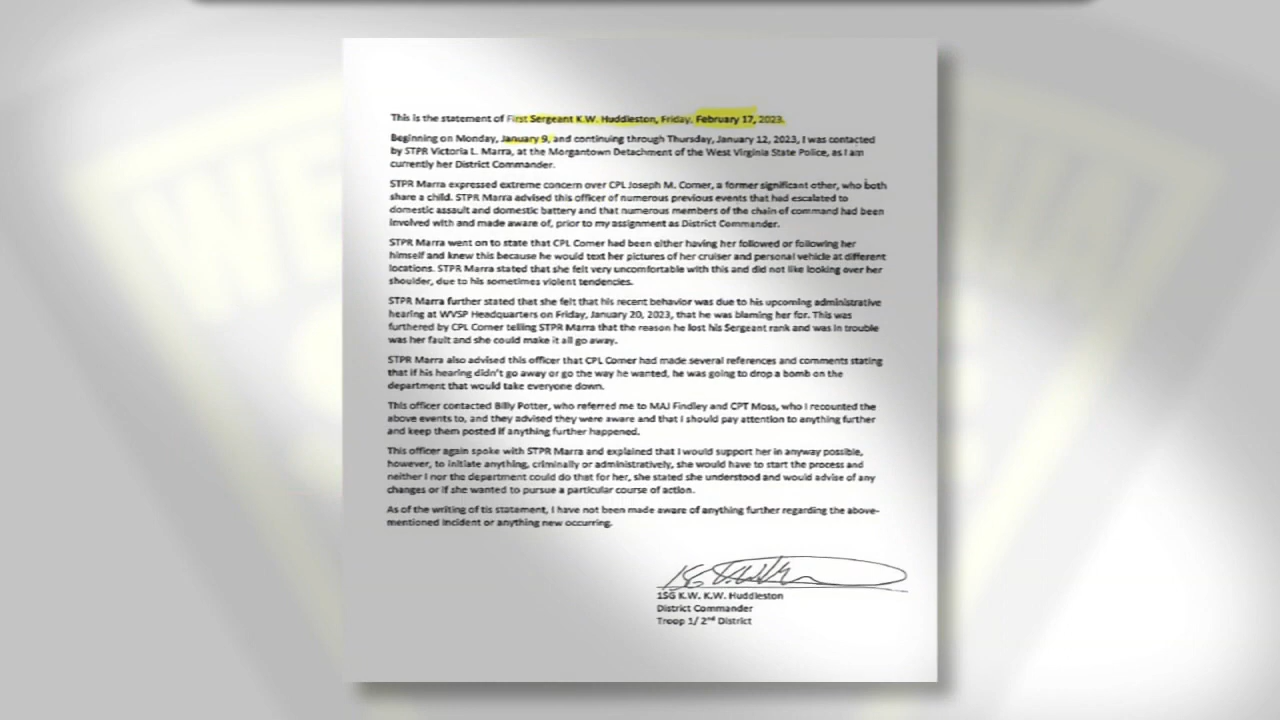 This is the statement of First Sergeant K.W. Huddleston, Friday, February 17, 2023.
Beginning on Monday, January 9, and continuing through Thursday, January 12, 2023, I was contacted
by STPR Victoria L. Marra, at the Morgantown Detachment of the West Virginia State Police, as I am
currently her District Commander.
STPR Marra expressed extreme concern over CPL Joseph M. Comer, a former significant other, who both
share a child. STPR Marra advised this officer of numerous previous events that had escalated to
domestic assault and domestic battery and that numerous members of the chain of command had been
involved with and made aware of, prior to my assignment as District Commander.
STPR Marra went on to state that CPL Comer had been either having her followed or following her
himself and knew this because he would text her pictures of her cruiser and personal vehicle at different
locations. STPR Marra stated that she felt very uncomfortable with this and did not like looking over her
shoulder, due to his sometimes violent tendencies.
STPR Marra further stated that she felt that his recent behavior was due to his upcoming administrative
hearing at WVSP Headquarters on Friday, January 20, 2023, that he was blaming her for. This was
furthered by CPL Comer telling STPR Marra that the reason he lost his Sergeant rank and was in trouble
was her fault and she could make it all go away.
STPR Marra also advised this officer that CPL Comer had made several references and comments stating
that if his hearing didn't go away or go the way he wanted, he was going to drop a bomb on the
department that would take everyone down.
This officer contacted Billy Potter, who referred me to MAJ Findley and CPT Moss, who I recounted the
above events to, and they advised they were aware and that I should pay attention to anything further
and keep them posted if anything further happened.
This officer again spoke with STPR Marra and explained that I would support her in anyway possible,
however, to initiate anything, criminally or administratively, she would have to start the process and
neither I nor the department could do that for her, she stated she understood and would advise of any
changes or if she wanted to pursue a particular course of action.
As of the writing of tis statement, I have not been made aware of anything further regarding the above-
mentioned incident or anything new occurring.
1SG K.W. K.W. Huddleston
District Commander
Troop 1/ 2nd District